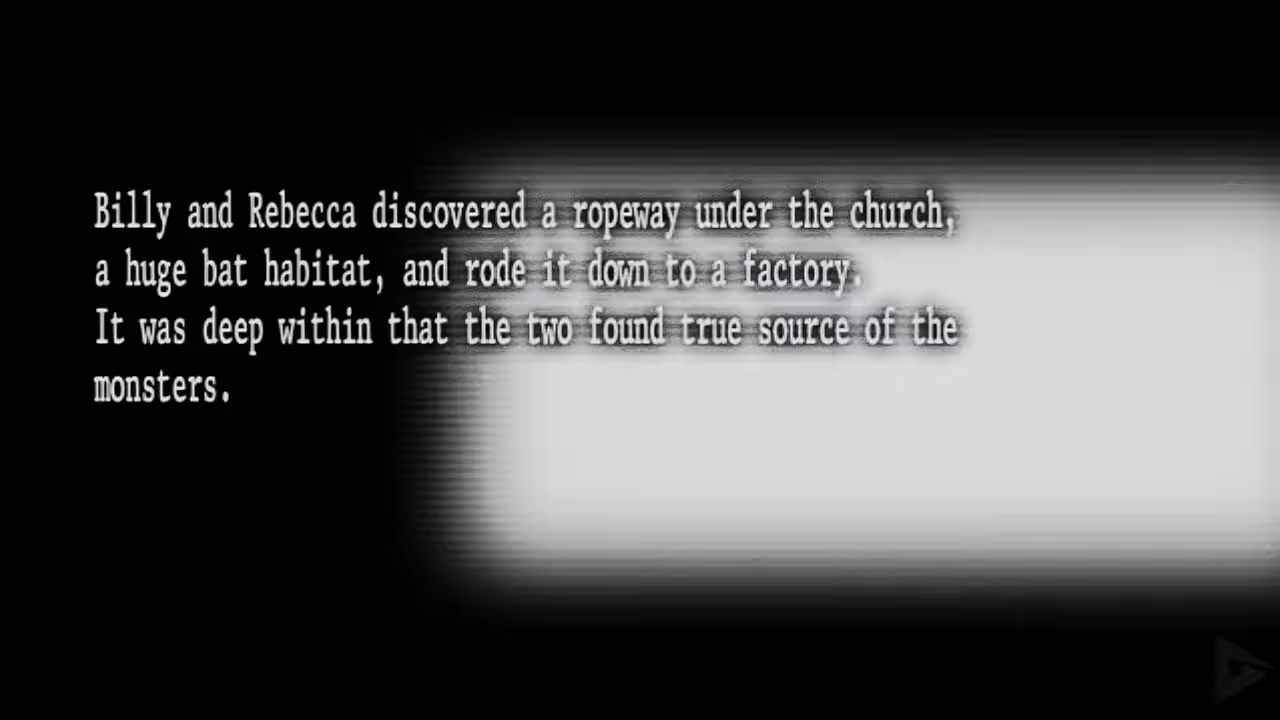 Billy and Rebecca discovered a ropeway under the church,
a huge bat habitat, and rode it down to a factory.
It was deep within that the two found true source of the
monsters.